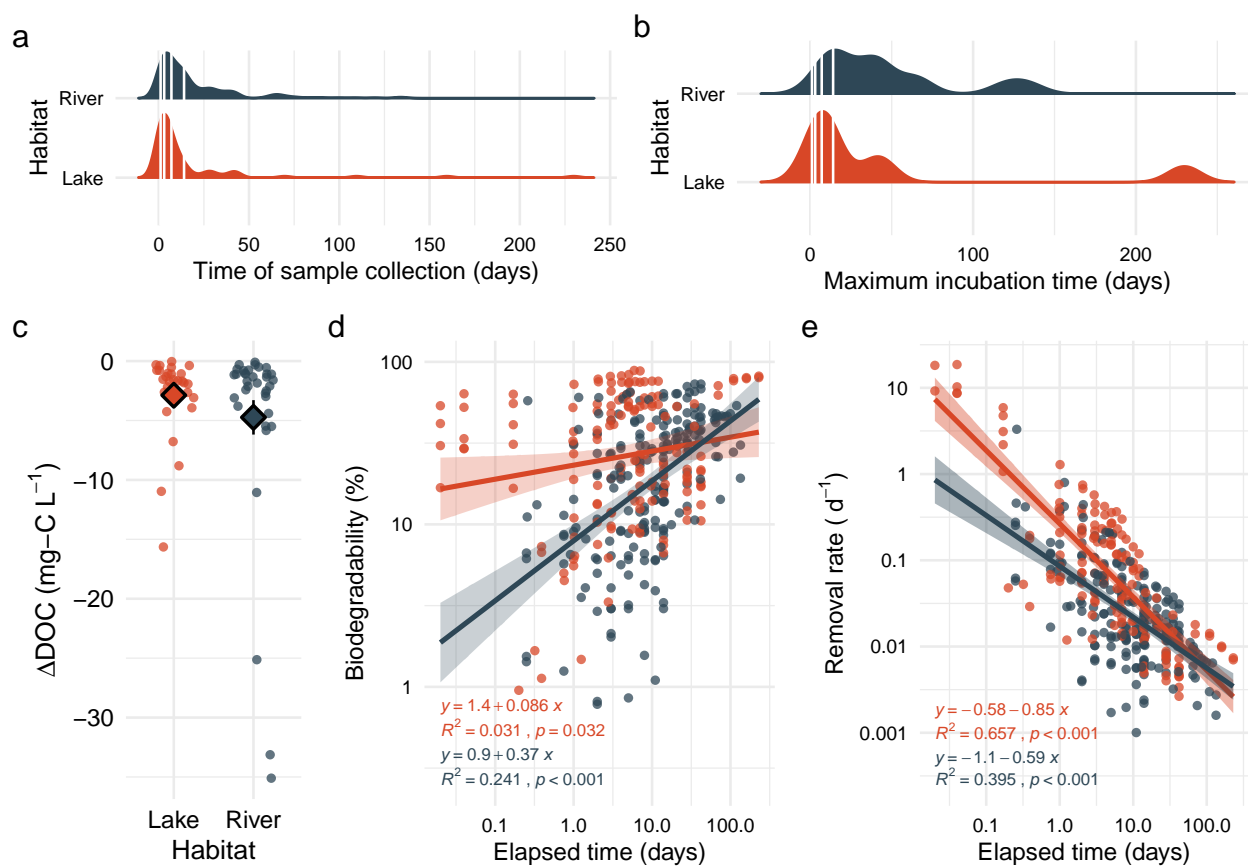 a
Habitat
River
Lake
0 50 100 150 200 250
Time of sample collection (days)
b
Habitat
River
Lake
0 100 200
Maximum incubation time (days)
c
ΔDOC (mg−C L⁻¹)
0
−10
−20
−30
Lake River
Habitat
d
Biodegradability (%)
100
10
1
y = 1.4 + 0.086 x
R² = 0.031 , p = 0.032
y = 0.9 + 0.37 x
R² = 0.241 , p < 0.001
0.1 1.0 10.0 100.0
Elapsed time (days)
e
Removal rate ( d⁻¹)
10
1
0.1
0.01
0.001
y = −0.58 − 0.85 x
R² = 0.657 , p < 0.001
y = −1.1 − 0.59 x
R² = 0.395 , p < 0.001
0.1 1.0 10.0 100.0
Elapsed time (days)